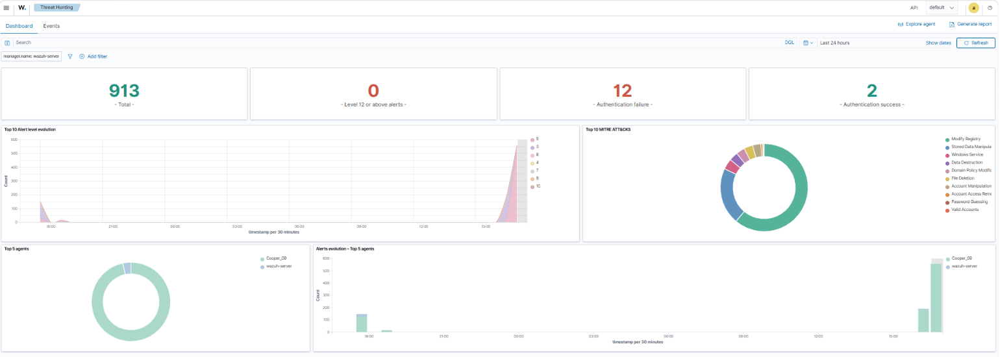 W. Threat Hunting API default a
Dashboard Events Explore agent Generate report
Search DQL Last 24 hours Show dates Refresh
manager.name: wazuh-server Add filter
913 0 12 2
- Total - - Level 12 or above alerts - - Authentication failure - - Authentication success -
Top 10 Alert level evolution
600
500
400
300
200
100
0
Count
18:00 21:00 00:00 03:00 06:00 09:00 12:00 15:00
timestamp per 30 minutes
5
3
8
4
7
9
10
Top 10 MITRE ATT&CKS
Modify Registry
Stored Data Manipula
Windows Service
Data Destruction
Domain Policy Modific
File Deletion
Account Manipulation
Account Access Remo
Password Guessing
Valid Accounts
Top 5 agents
Cooper_09
wazuh-server
Alerts evolution - Top 5 agents
600
500
400
300
200
100
0
Count
18:00 21:00 00:00 03:00 06:00 09:00 12:00 15:00
timestamp per 30 minutes
Cooper_09
wazuh-server